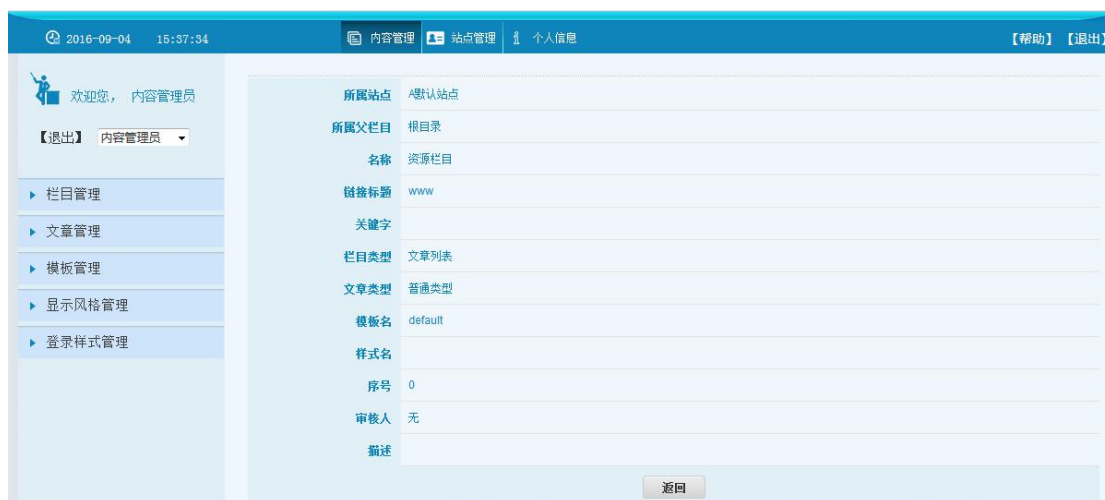 2016-09-04 15:37:34 内容管理 站点管理 个人信息 【帮助】 【退出】
欢迎您, 内容管理员
【退出】 内容管理员
栏目管理
文章管理
模板管理
显示风格管理
登录样式管理
所属站点 A默认站点
所属父栏目 根目录
名称 资源栏目
链接标题 www
关键字
栏目类型 文章列表
文章类型 普通类型
模板名 default
样式名
序号 0
审核人 无
描述
返回